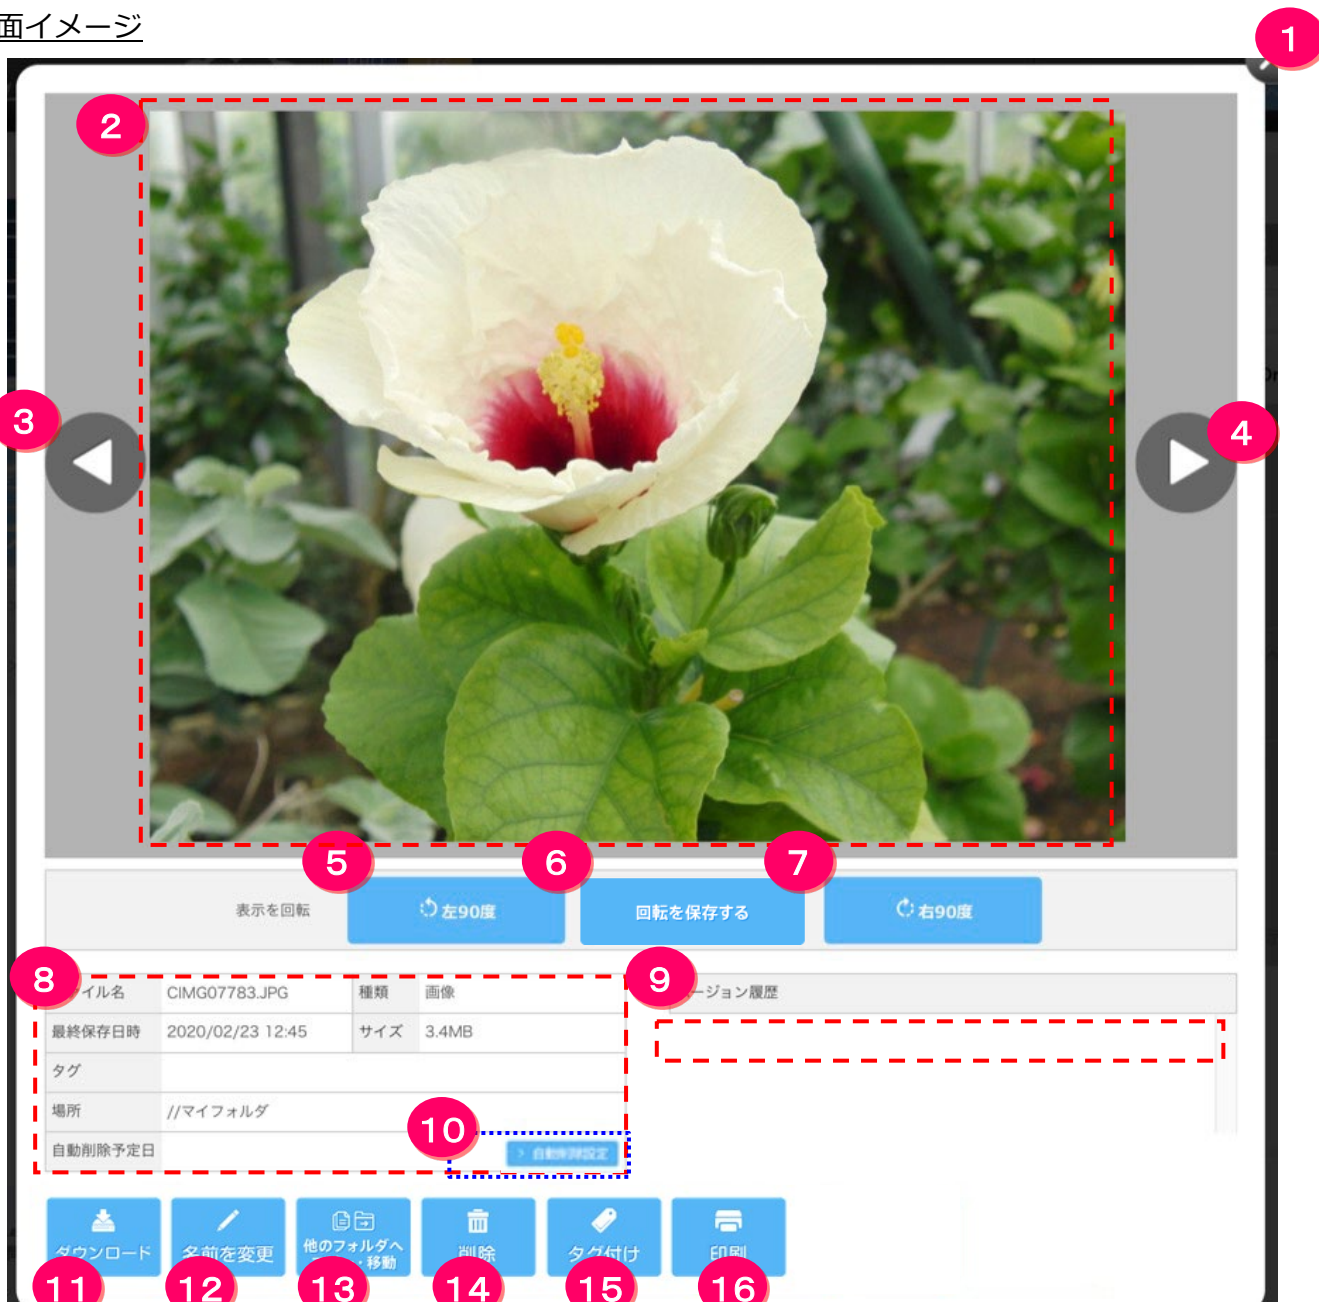 面イメージ
1
2
3
4
5
6
7
表示を回転
左90度
回転を保存する
右90度
8
イル名 CIMG07783.JPG 種類 画像
9
ージョン履歴
最終保存日時 2020/02/23 12:45 サイズ 3.4MB
タグ
場所 //マイフォルダ
10
自動削除予定日
> 自動削除設定
ダウンロード
名前を変更
他のフォルダへ
・移動
削除
タグ付け
印刷
11
12
13
14
15
16